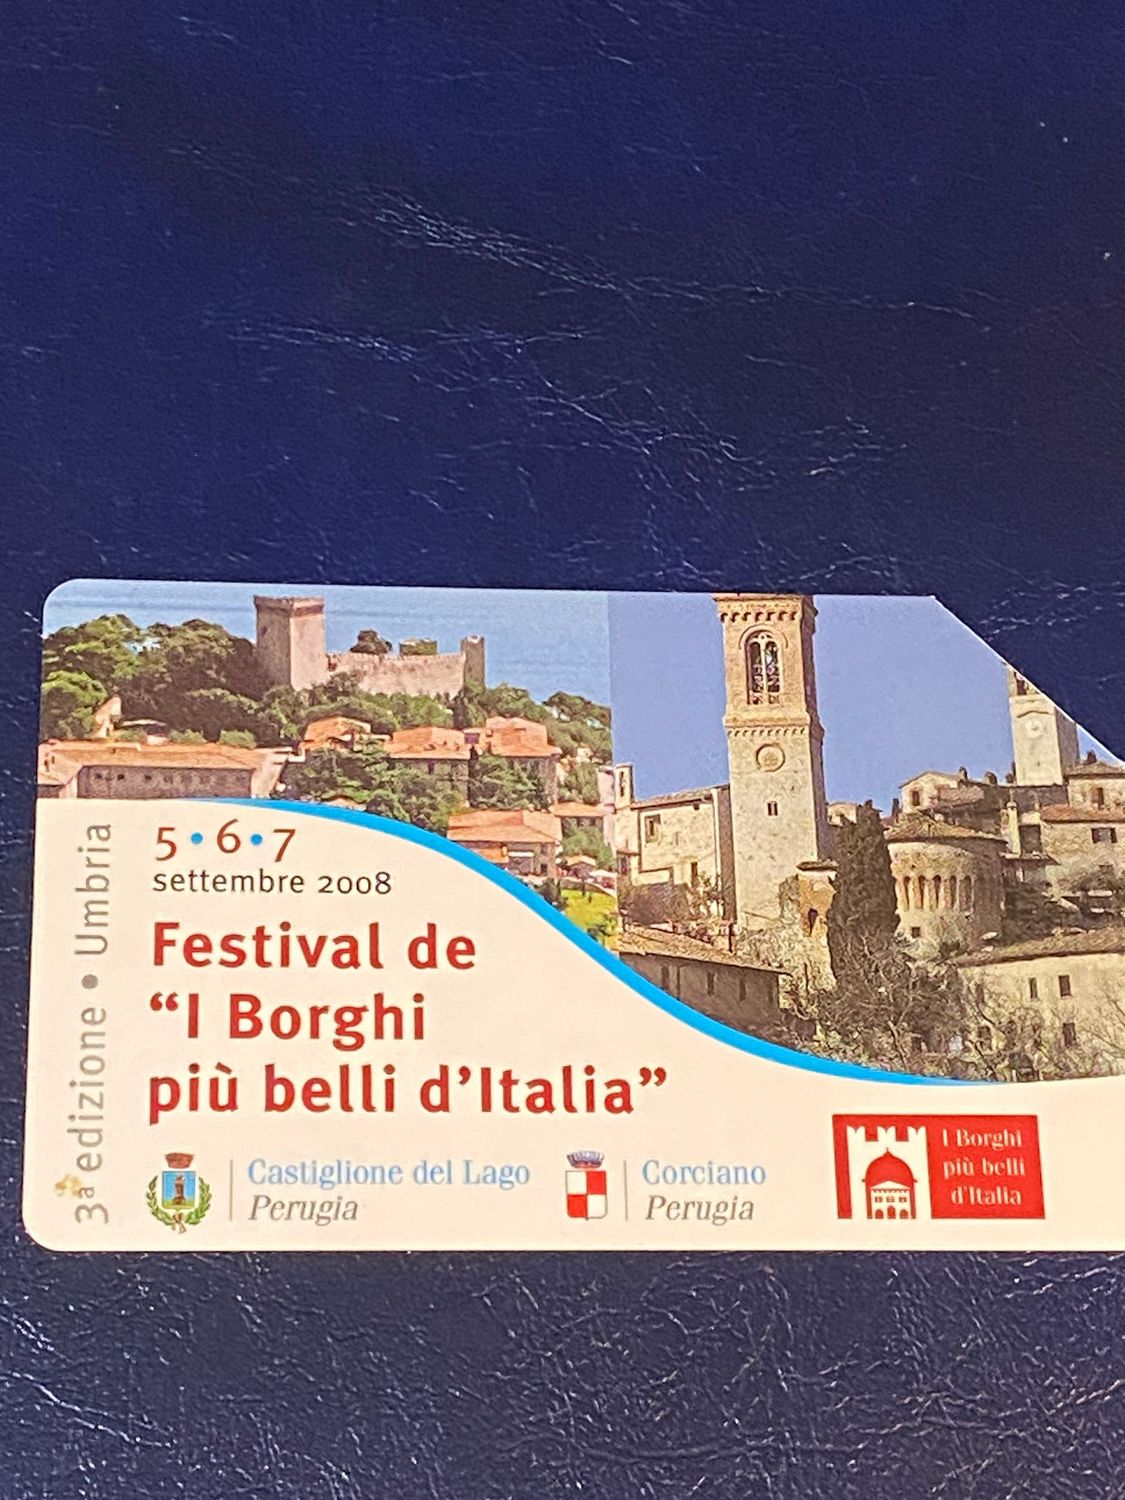 5•6•7
settembre 2008
Festival de
“I Borghi
più belli d’Italia”
3ª edizione • Umbria
Castiglione del Lago
Perugia
Corciano
Perugia
I Borghi
più belli
d’Italia